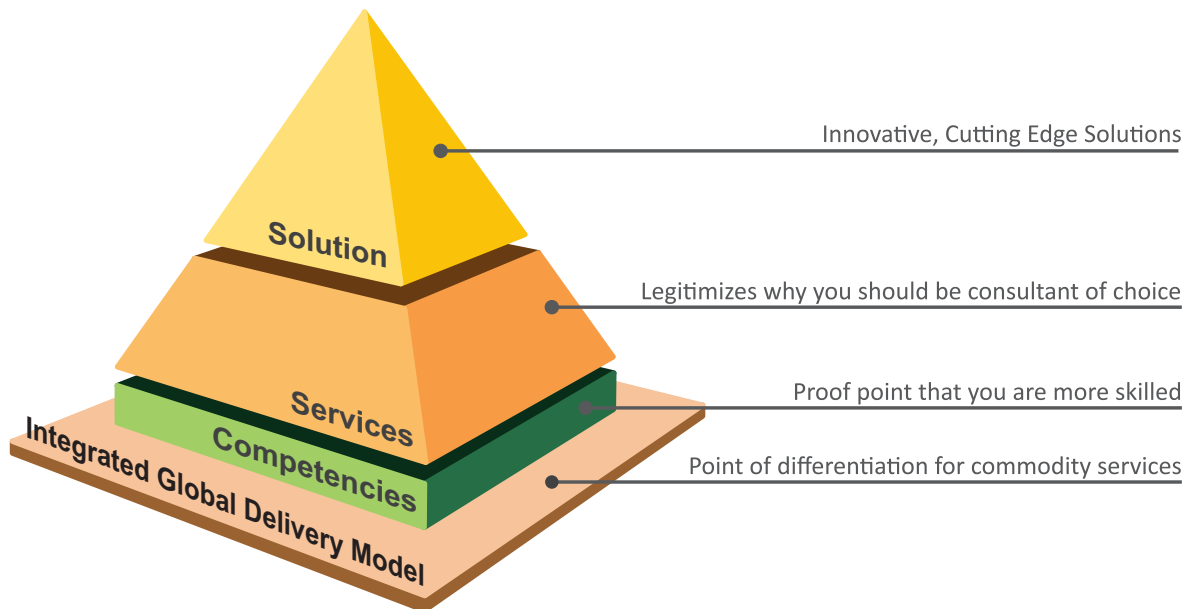 Innovative, Cutting Edge Solutions
Solution
Legitimizes why you should be consultant of choice
Services
Proof point that you are more skilled
Competencies
Point of differentiation for commodity services
Integrated Global Delivery Model